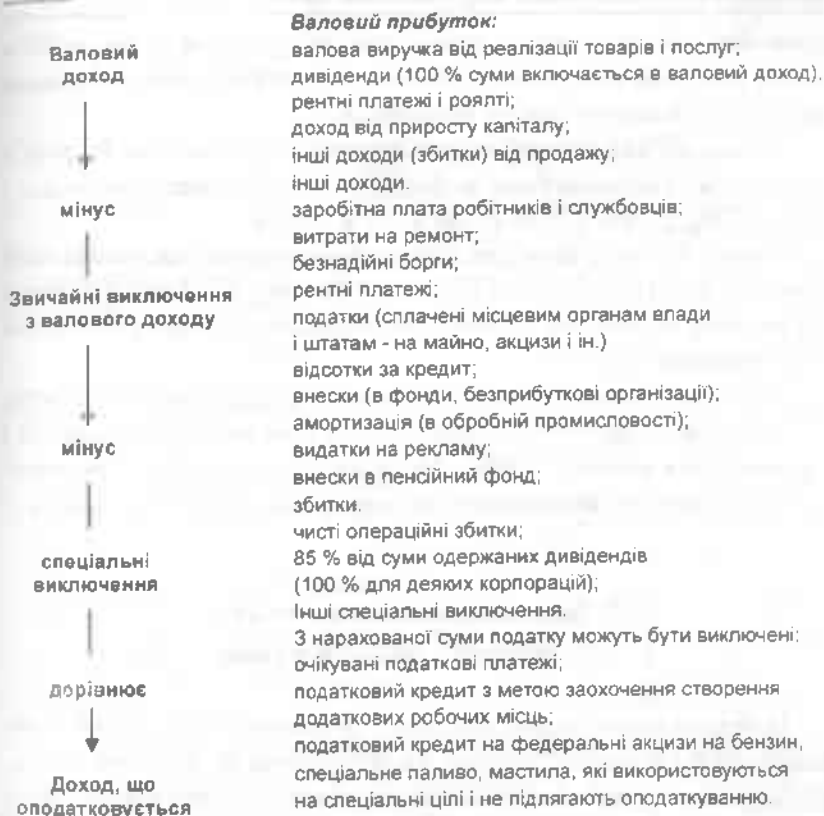 Валовий прибуток:
Валовий
доход
валова виручка від реалізації товарів і послуг;
дивіденди (100 % суми включається в валовий доход).
рентні платежі і роялті;
доход від приросту капіталу;
інші доходи (збитки) від продажу;
інші доходи.
мінус
заробітна плата робітників і службовців;
витрати на ремонт;
безнадійні борги;
Звичайні виключення
з валового доходу
рентні платежі;
податки (сплачені місцевим органам влади
і штатам - на майно, акцизи і ін.)
відсотки за кредит;
внески (в фонди, безприбуткові організації);
амортизація (в обробній промисловості);
мінус
видатки на рекламу;
внески в пенсійний фонд;
збитки.
чисті операційні збитки;
спеціальні
виключення
85 % від суми одержаних дивідендів
(100 % для деяких корпорацій);
Інші спеціальні виключення.
З нарахованої суми податку можуть бути виключені:
очікувані податкові платежі;
дорівнює
податковий кредит з метою заохочення створення
додаткових робочих місць;
податковий кредит на федеральні акцизи на бензин,
спеціальне паливо, мастила, які використовуються
на спеціальні цілі і не підлягають оподаткуванню.
Доход, що
оподатковується